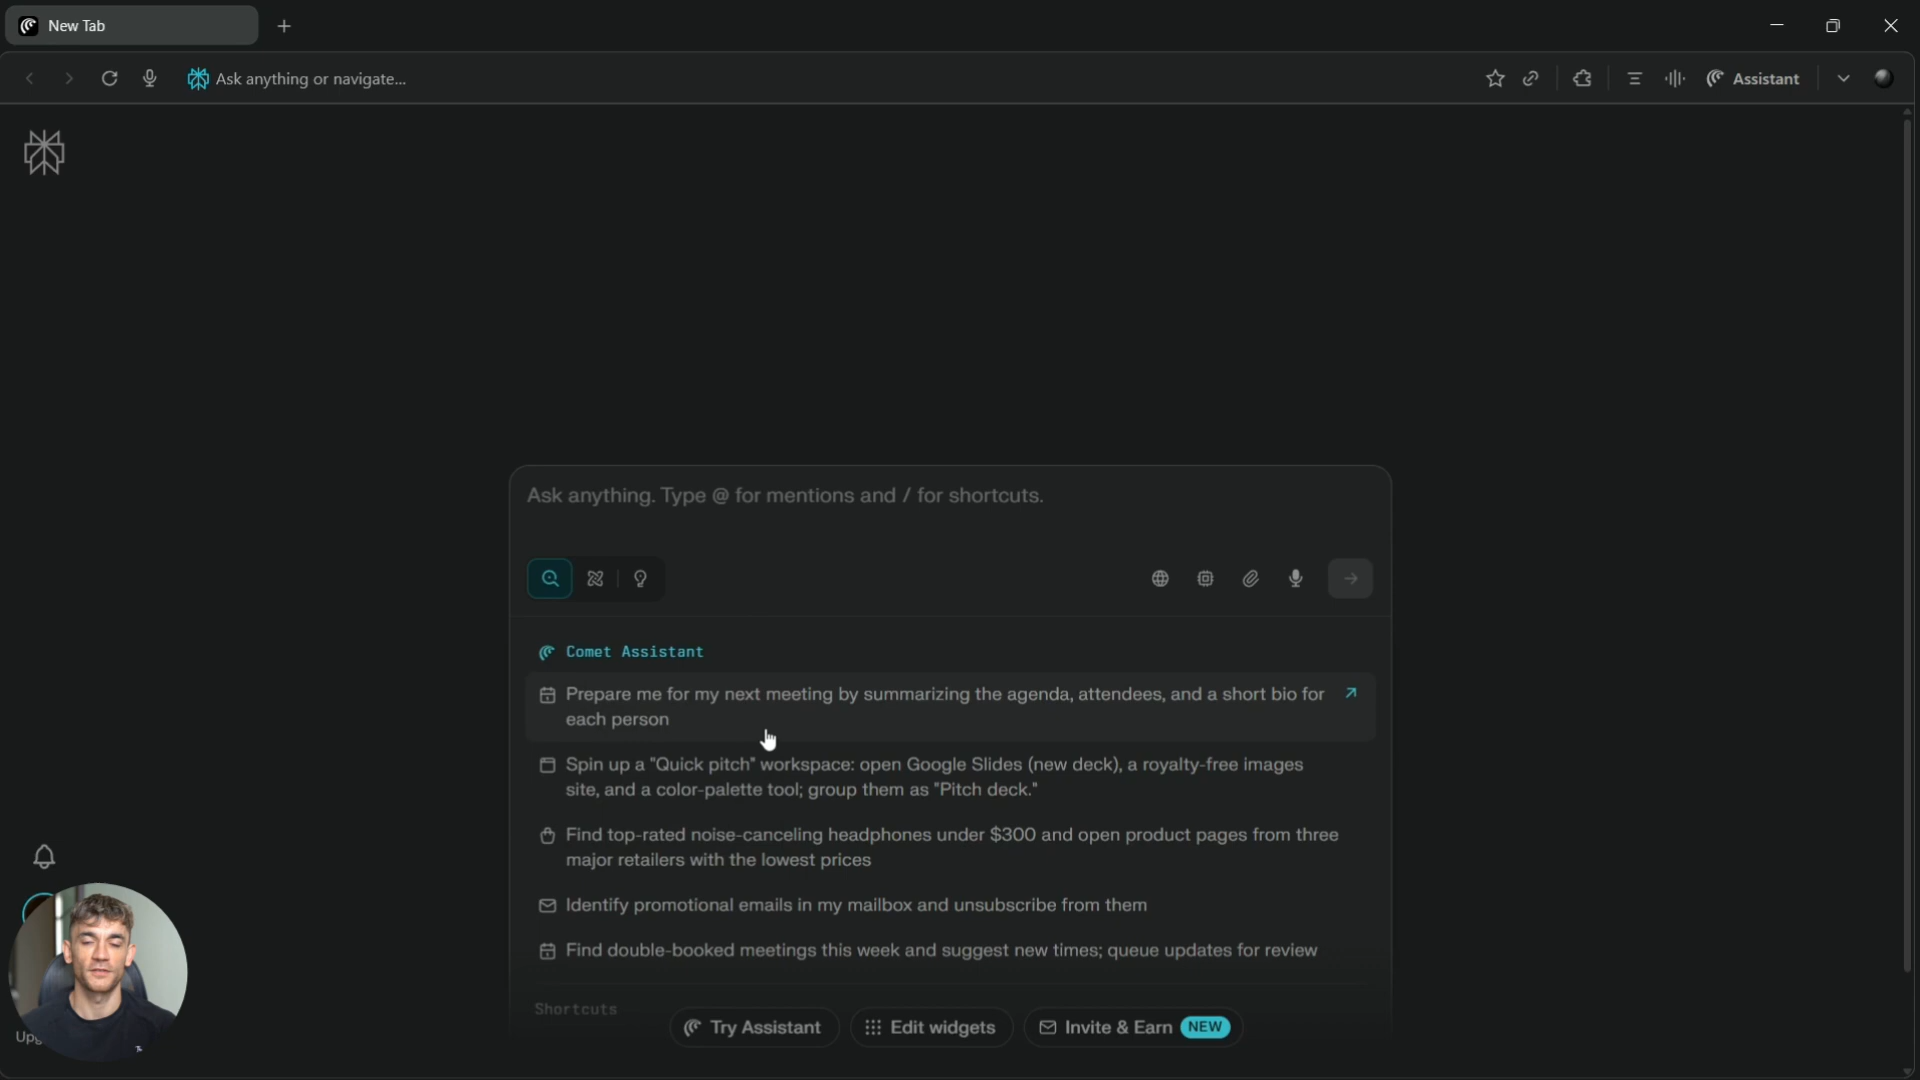 New Tab
Ask anything or navigate...
Assistant
Ask anything. Type @ for mentions and / for shortcuts.
Comet Assistant
Prepare me for my next meeting by summarizing the agenda, attendees, and a short bio for
each person
Spin up a "Quick pitch" workspace: open Google Slides (new deck), a royalty-free images
site, and a color-palette tool; group them as "Pitch deck."
Find top-rated noise-canceling headphones under $300 and open product pages from three
major retailers with the lowest prices
Identify promotional emails in my mailbox and unsubscribe from them
Find double-booked meetings this week and suggest new times; queue updates for review
Shortcuts
Try Assistant
Edit widgets
Invite & Earn NEW